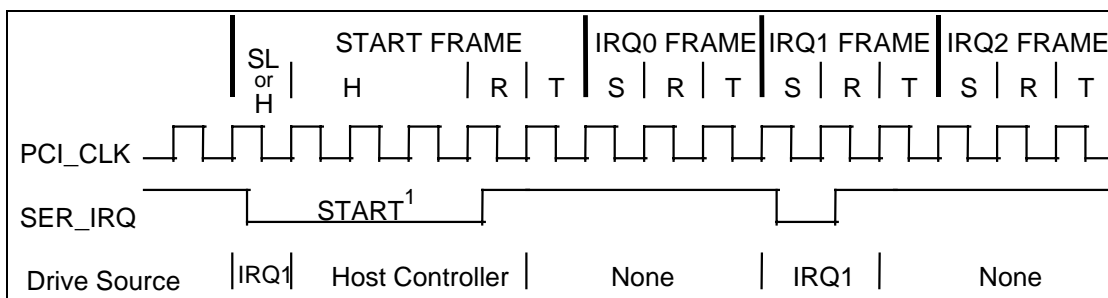 START FRAME IRQ0 FRAME IRQ1 FRAME IRQ2 FRAME
SL
or
H
H R T S R T S R T S R T
PCI_CLK
SER_IRQ START1
Drive Source IRQ1 Host Controller None IRQ1 None